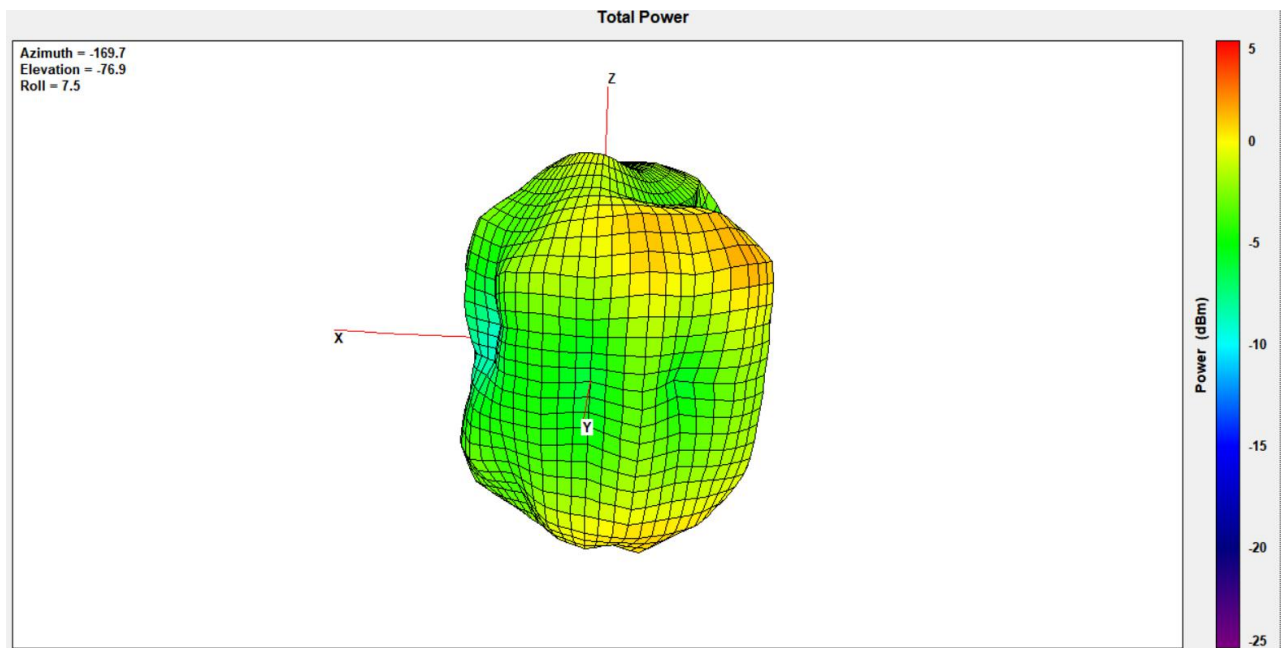 Total Power
Azimuth = -169.7
Elevation = -76.9
Roll = 7.5
Z
X
Y
5
0
-5
-10
-15
-20
-25
Power (dBm)